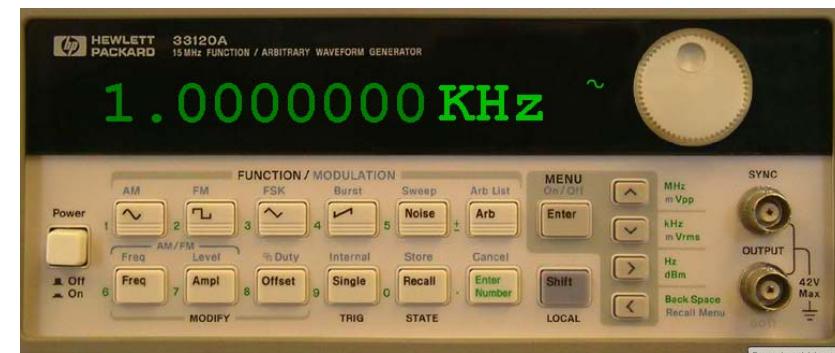 hp HEWLETT PACKARD
33120A
15 MHz FUNCTION / ARBITRARY WAVEFORM GENERATOR
1.0000000 KHz ~
FUNCTION / MODULATION
AM FM FSK Burst Sweep Arb List
1 2 3 4 5 Noise ± Arb
MENU
On/Off
Enter
Power
Off
On
AM/FM
Freq Level % Duty Internal Store Cancel
6 Freq 7 Ampl 8 Offset 9 Single 0 Recall . Enter Number
MODIFY TRIG STATE
Shift
LOCAL
MHz
m Vpp
kHz
m Vrms
Hz
dBm
Back Space
Recall Menu
SYNC
OUTPUT
42V
Max